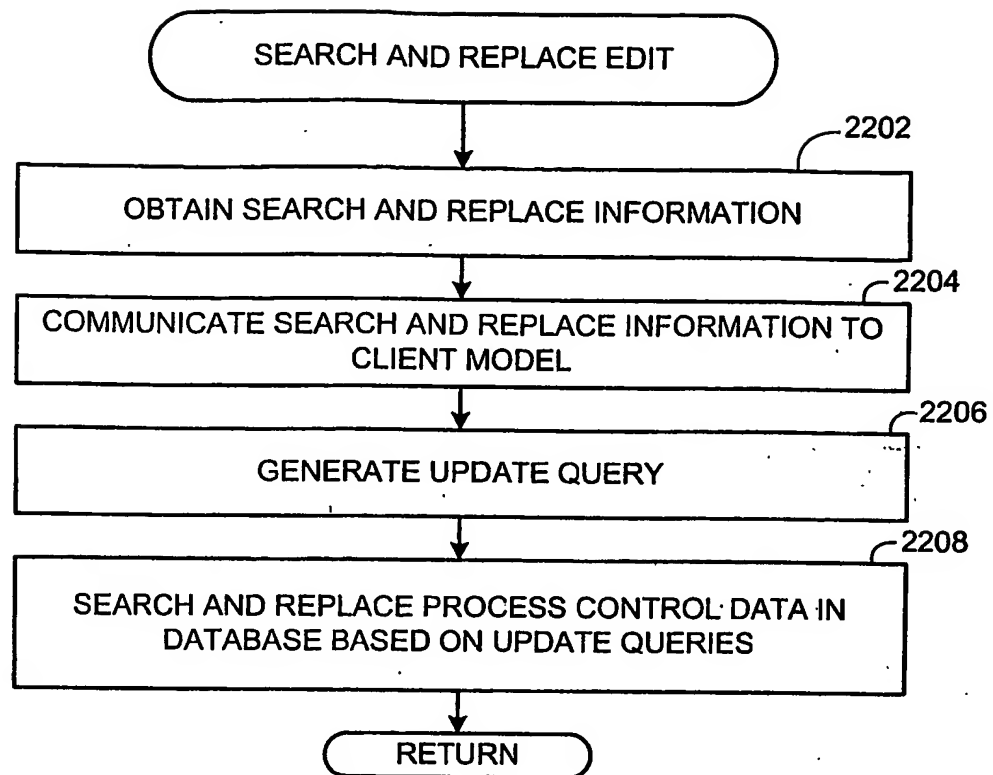 SEARCH AND REPLACE EDIT
2202
OBTAIN SEARCH AND REPLACE INFORMATION
2204
COMMUNICATE SEARCH AND REPLACE INFORMATION TO
CLIENT MODEL
2206
GENERATE UPDATE QUERY
2208
SEARCH AND REPLACE PROCESS CONTROL DATA IN
DATABASE BASED ON UPDATE QUERIES
RETURN